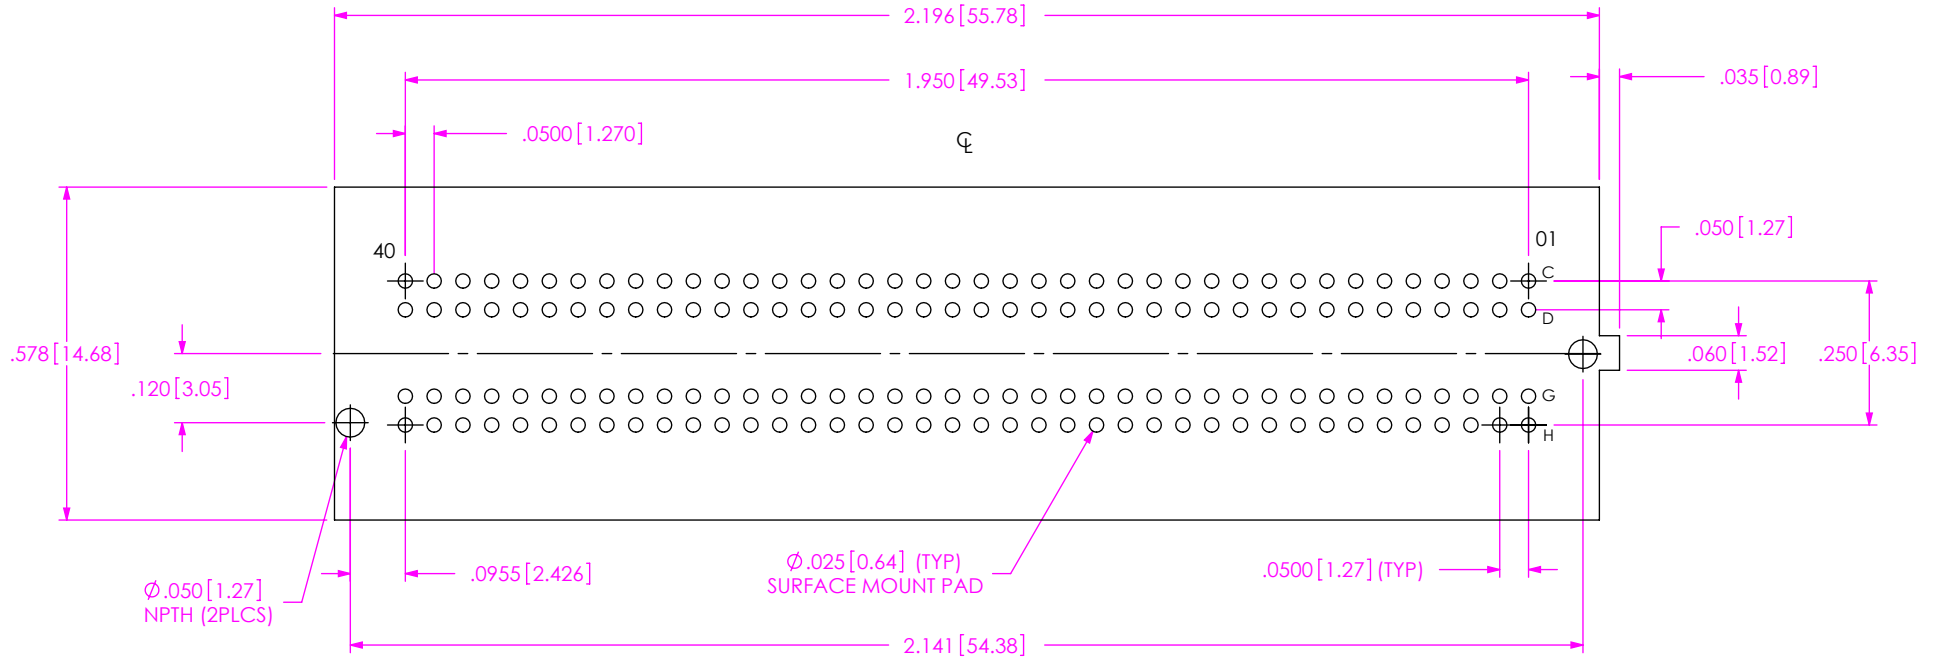 2.196[55.78]
1.950[49.53]
.035[0.89]
.0500[1.270]
℄
.050[1.27]
40
01
C
D
.578[14.68]
.060[1.52]
.250[6.35]
.120[3.05]
G
H
Ø.050[1.27]
NPTH (2PLCS)
.0955[2.426]
Ø.025[0.64] (TYP)
SURFACE MOUNT PAD
.0500[1.27](TYP)
2.141[54.38]